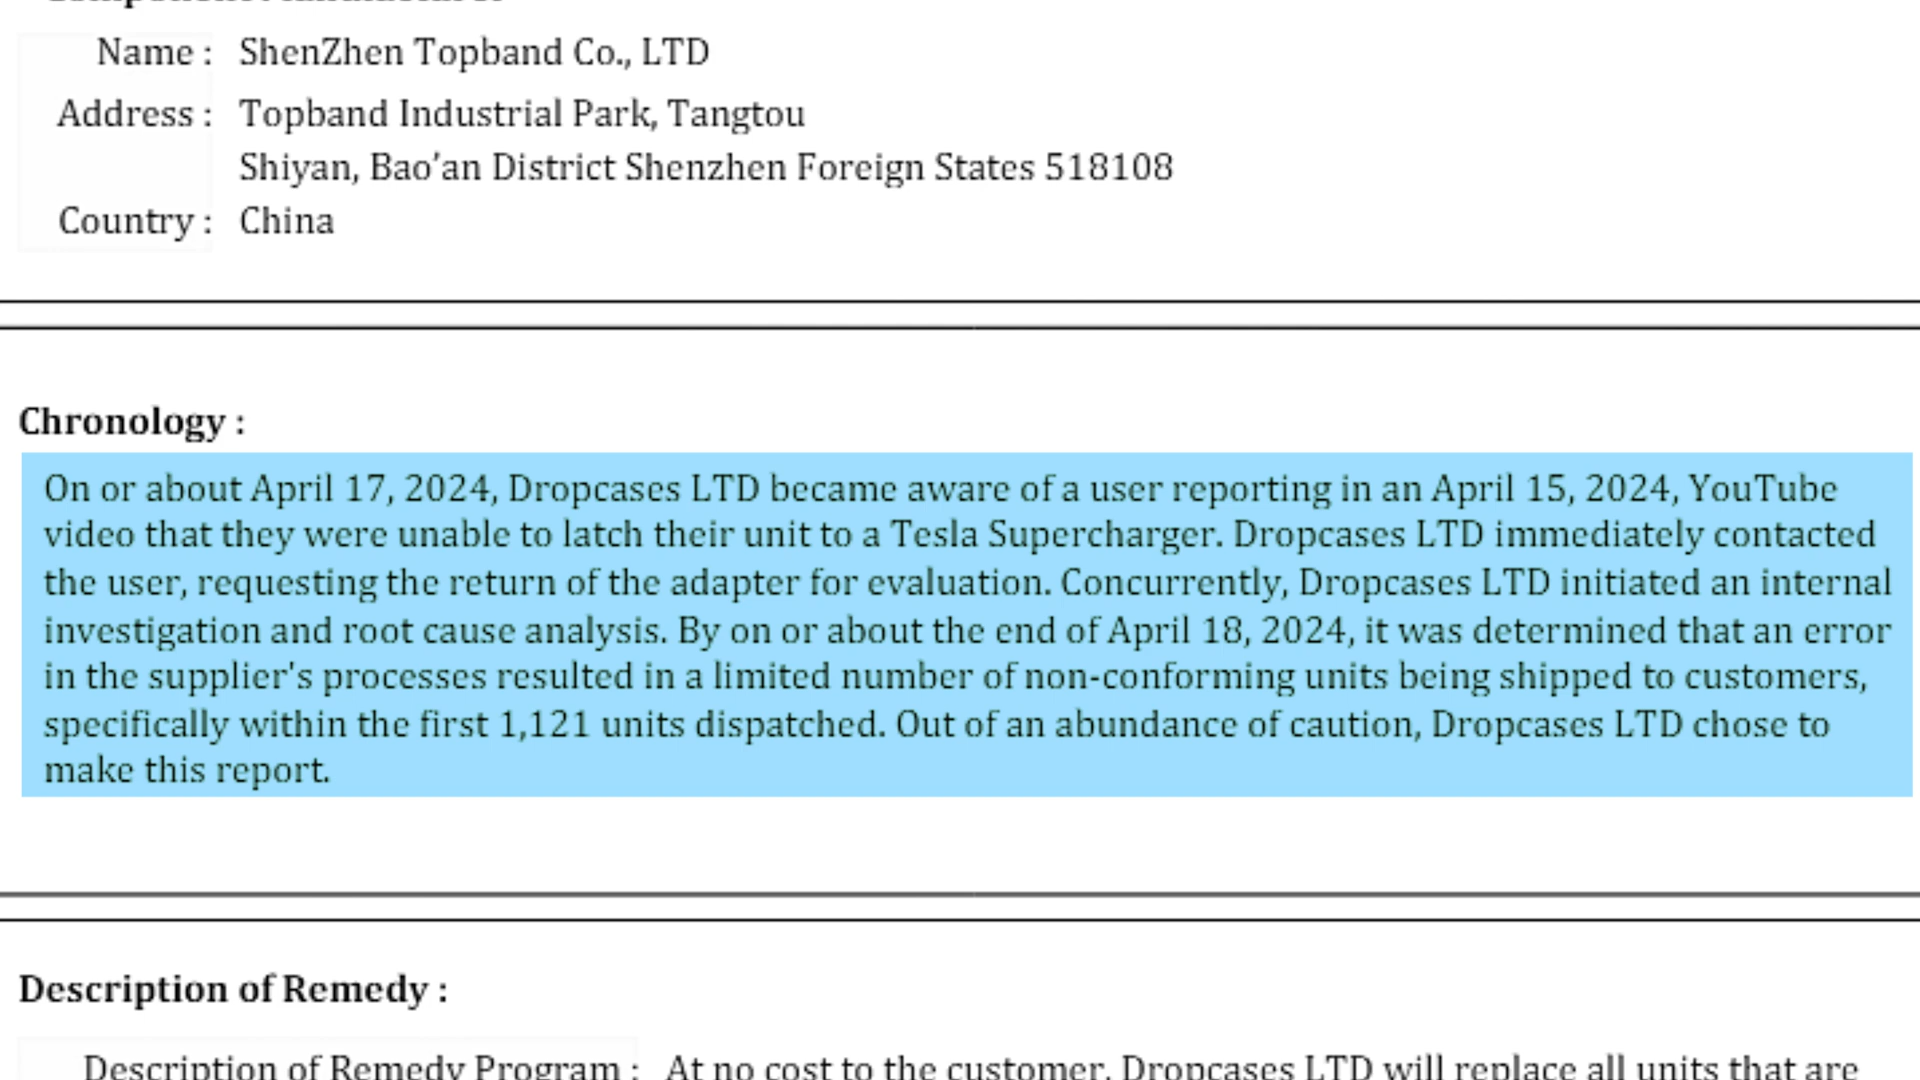 Name : ShenZhen Topband Co., LTD
Address : Topband Industrial Park, Tangtou
Shiyan, Bao’an District Shenzhen Foreign States 518108
Country : China
Chronology :
On or about April 17, 2024, Dropcases LTD became aware of a user reporting in an April 15, 2024, YouTube
video that they were unable to latch their unit to a Tesla Supercharger. Dropcases LTD immediately contacted
the user, requesting the return of the adapter for evaluation. Concurrently, Dropcases LTD initiated an internal
investigation and root cause analysis. By on or about the end of April 18, 2024, it was determined that an error
in the supplier's processes resulted in a limited number of non-conforming units being shipped to customers,
specifically within the first 1,121 units dispatched. Out of an abundance of caution, Dropcases LTD chose to
make this report.
Description of Remedy :
Description of Remedy Program : At no cost to the customer, Dropcases LTD will replace all units that are